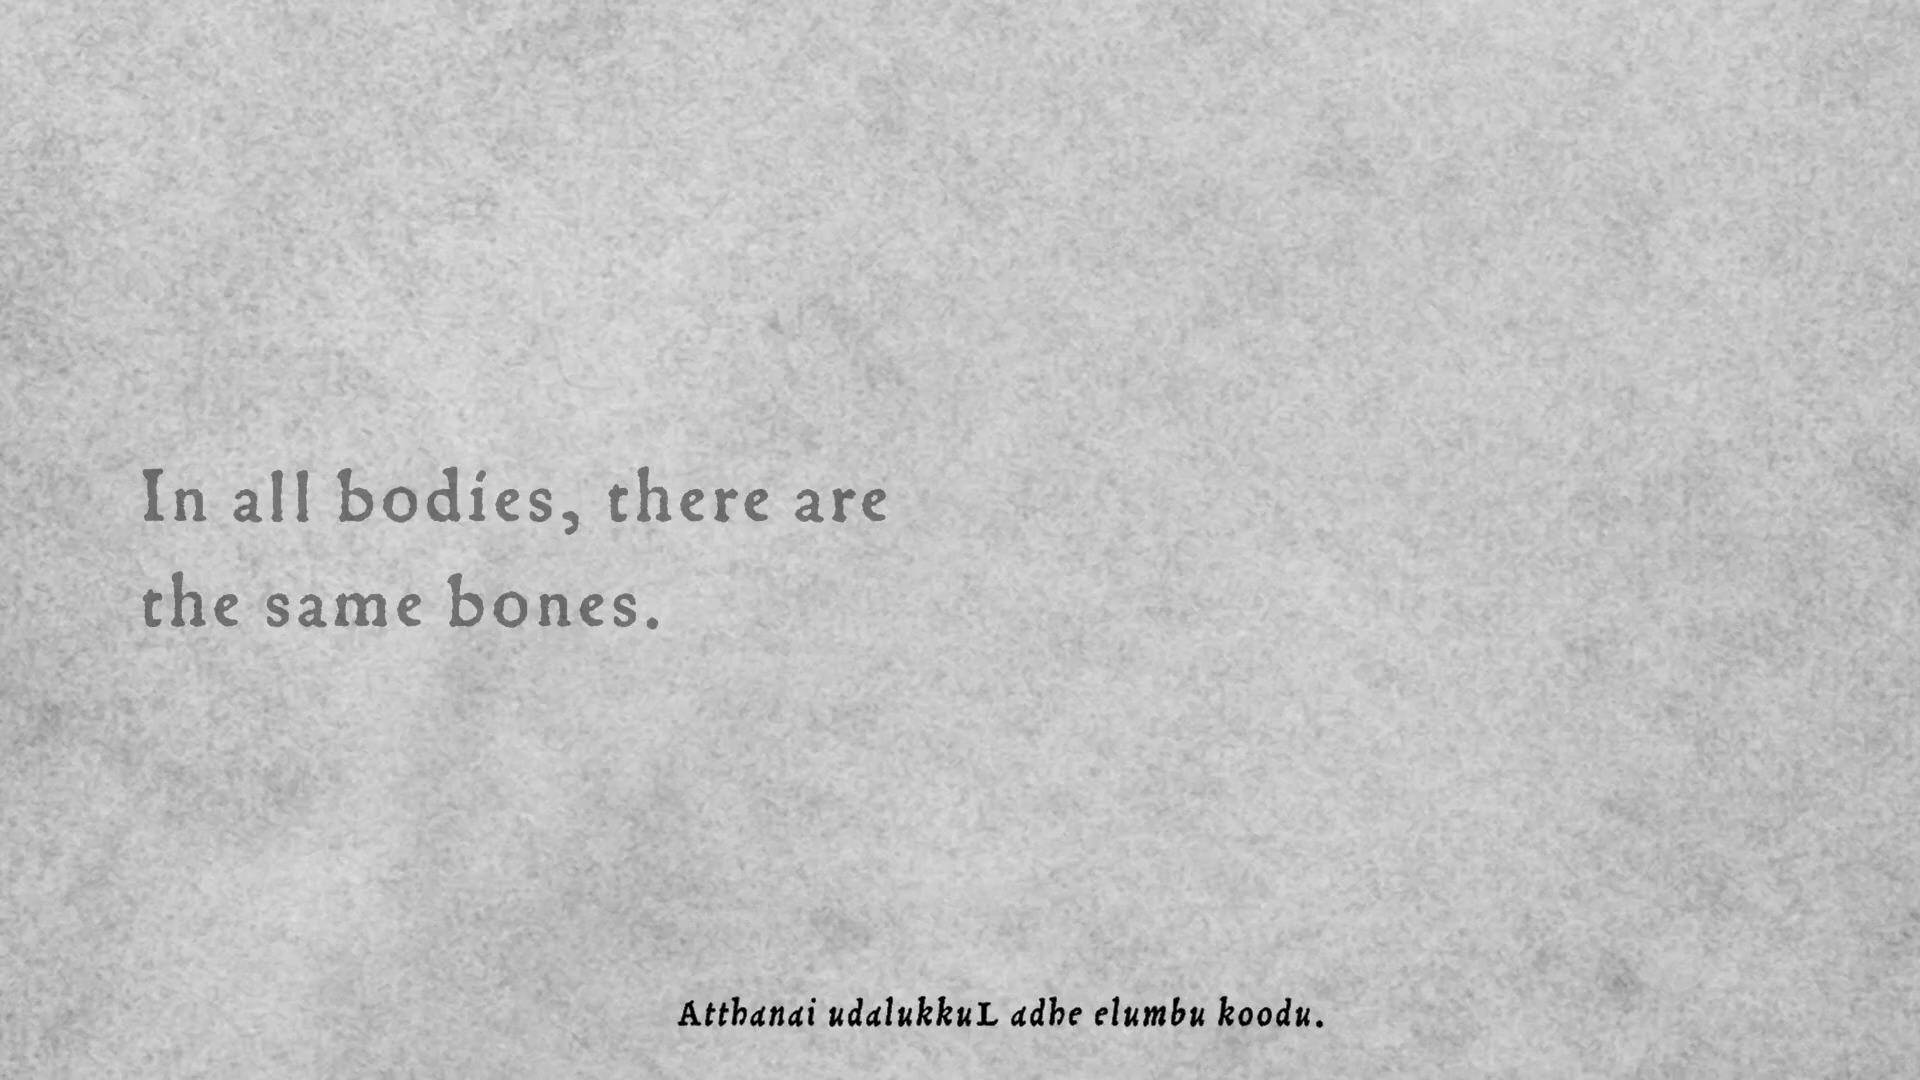 In all bodies, there are
the same bones.
Atthanai udalukkuL adhe elumbu koodu.